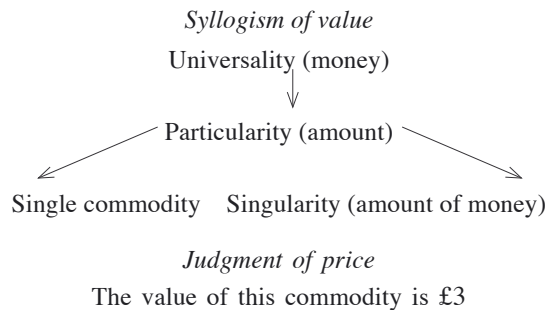 Syllogism of value
Universality (money)
Particularity (amount)
Single commodity Singularity (amount of money)
Judgment of price
The value of this commodity is £3